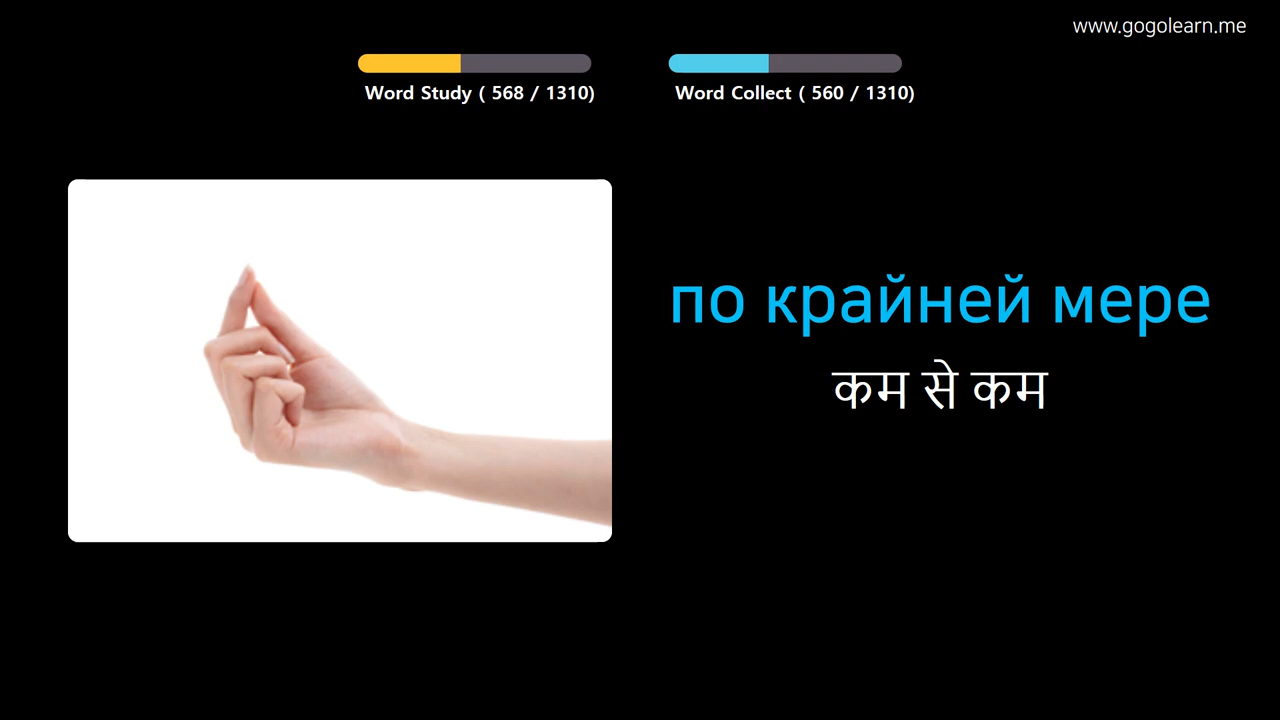 www.gogolearn.me
Word Study ( 568 / 1310)
Word Collect ( 560 / 1310)
по крайней мере
कम से कम